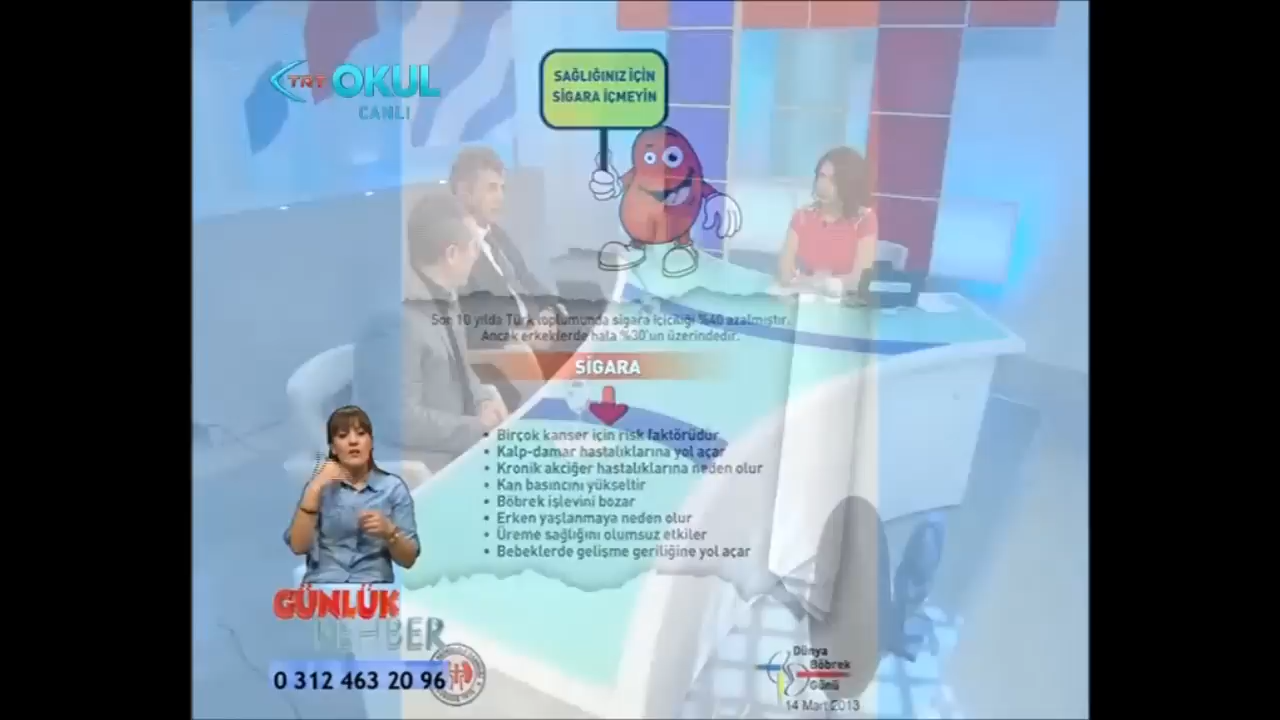 TRT OKUL
CANLI
SAĞLIĞINIZ İÇİN
SİGARA İÇMEYİN
Son 10 yılda Türk toplumunda sigara içiciliği %40 azalmıştır.
Ancak erkeklerde hala %30'un üzerindedir.
SİGARA
• Birçok kanser için risk faktörüdür
• Kalp-damar hastalıklarına yol açar
• Kronik akciğer hastalıklarına neden olur
• Kan basıncını yükseltir
• Böbrek işlevini bozar
• Erken yaşlanmaya neden olur
• Üreme sağlığını olumsuz etkiler
• Bebeklerde gelişme geriliğine yol açar
GÜNLÜK
REHBER
0 312 463 20 96
Dünya
Böbrek
Günü
14 Mart 2013